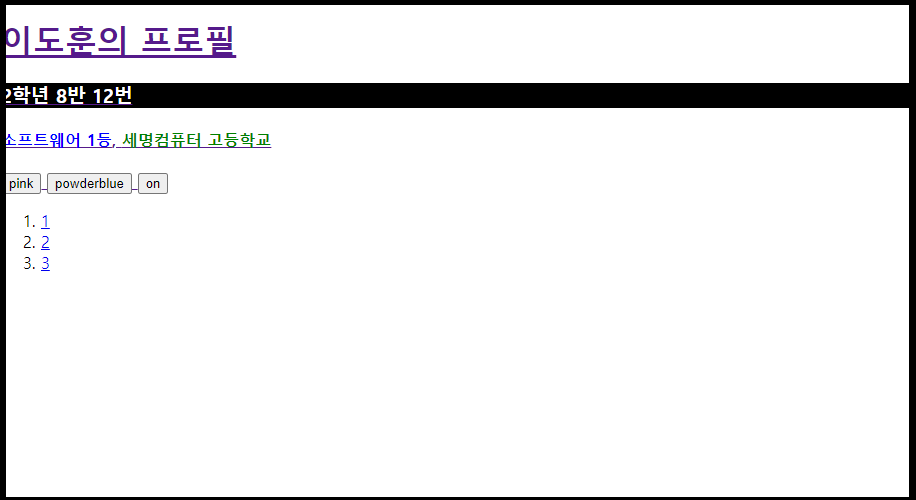 이도훈의 프로필
2학년 8반 12번
소프트웨어 1등, 세명컴퓨터 고등학교
pink powderblue on
1. 1
2. 2
3. 3